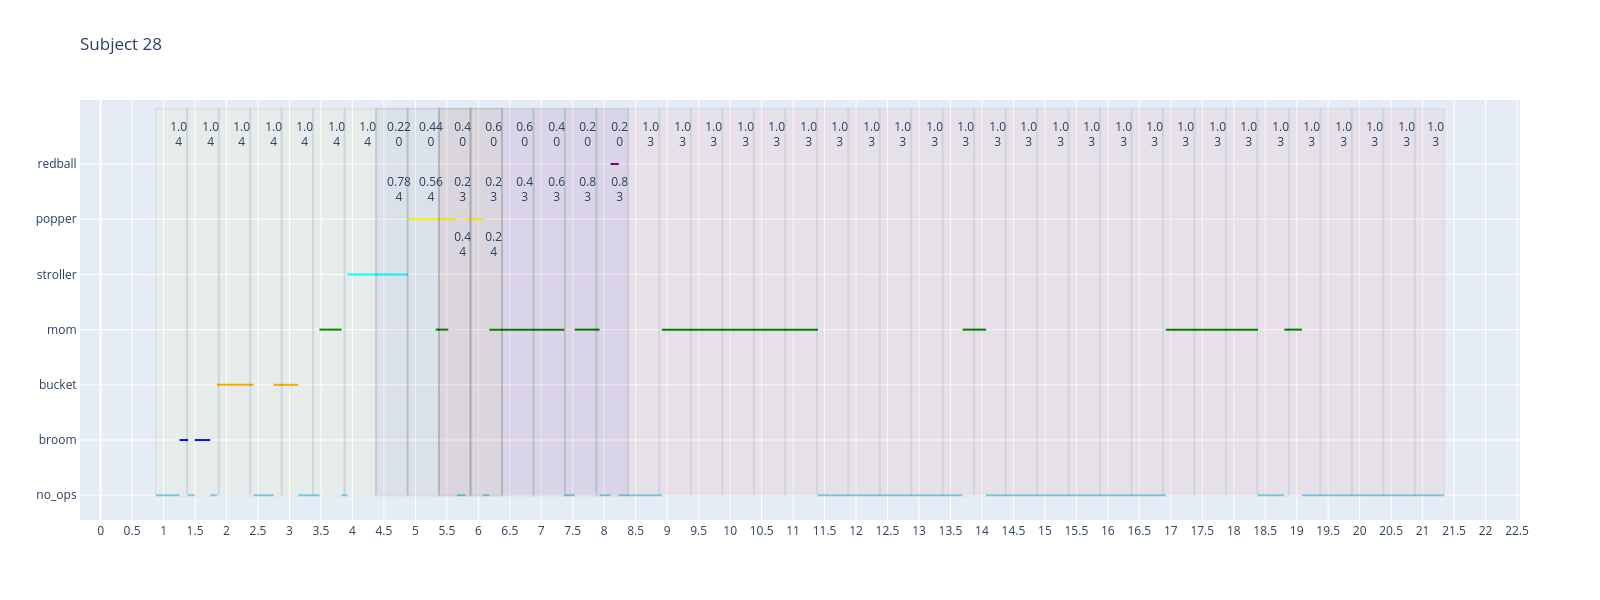 Subject 28
1.0 1.0 1.0 1.0 1.0 1.0 1.0 0.22 0.44 0.4 0.6 0.6 0.4 0.2 0.2 1.0 1.0 1.0 1.0 1.0 1.0 1.0 1.0 1.0 1.0 1.0 1.0 1.0 1.0 1.0 1.0 1.0 1.0 1.0 1.0 1.0 1.0 1.0 1.0 1.0 1.0
4 4 4 4 4 4 4 0 0 0 0 0 0 0 0 3 3 3 3 3 3 3 3 3 3 3 3 3 3 3 3 3 3 3 3 3 3 3 3 3 3
redball
0.78 0.56 0.2 0.2 0.4 0.6 0.8 0.8
4 4 3 3 3 3 3 3
popper
0.4 0.2
4 4
stroller
mom
bucket
broom
no_ops
0 0.5 1 1.5 2 2.5 3 3.5 4 4.5 5 5.5 6 6.5 7 7.5 8 8.5 9 9.5 10 10.5 11 11.5 12 12.5 13 13.5 14 14.5 15 15.5 16 16.5 17 17.5 18 18.5 19 19.5 20 20.5 21 21.5 22 22.5